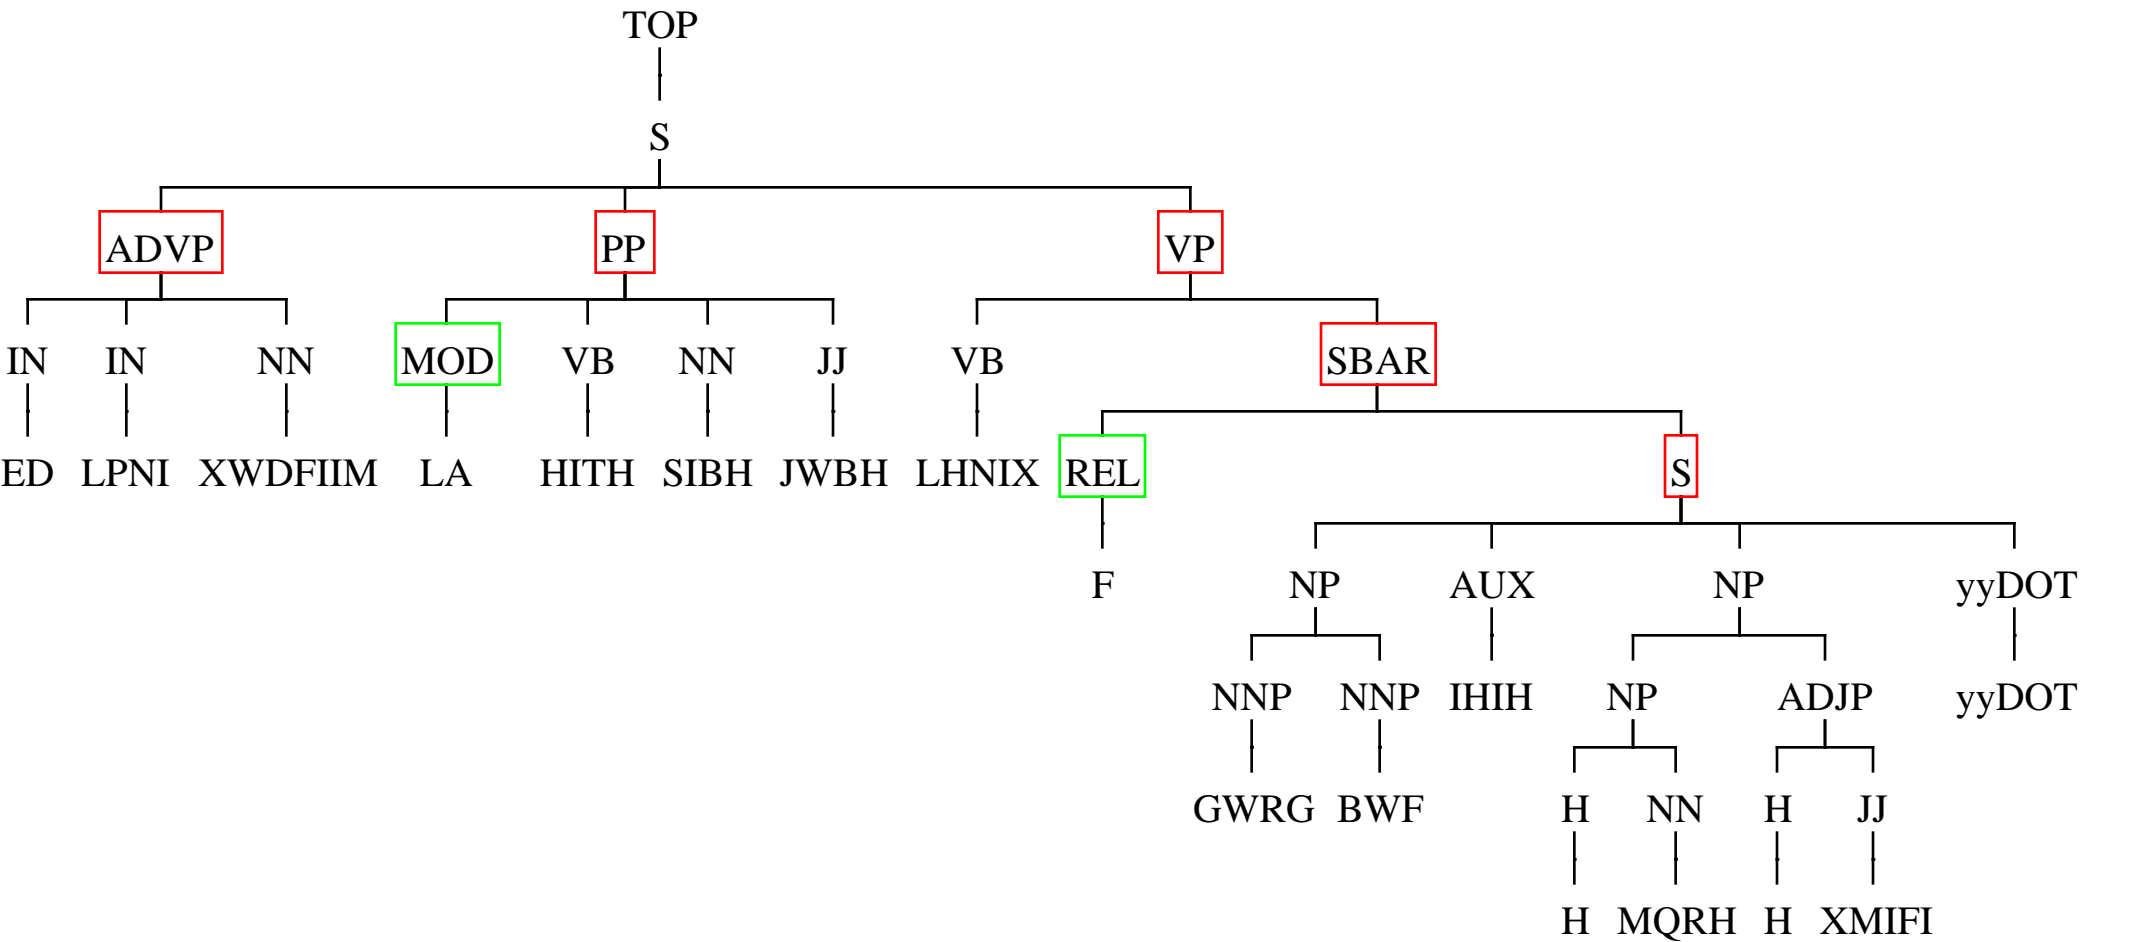 TOP
S
ADVP PP VP
IN IN NN MOD VB NN JJ VB SBAR
ED LPNI XWDFIIM LA HITH SIBH JWBH LHNIX REL S
F NP AUX NP yyDOT
NNP NNP IHIH NP ADJP yyDOT
GWRG BWF H NN H JJ
H MQRH H XMIFI